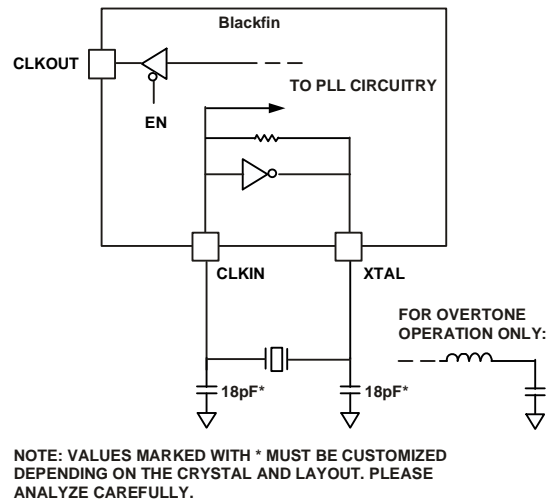 Blackfin
CLKOUT
TO PLL CIRCUITRY
EN
CLKIN
XTAL
FOR OVERTONE
OPERATION ONLY:
18pF*
18pF*
NOTE: VALUES MARKED WITH * MUST BE CUSTOMIZED
DEPENDING ON THE CRYSTAL AND LAYOUT. PLEASE
ANALYZE CAREFULLY.